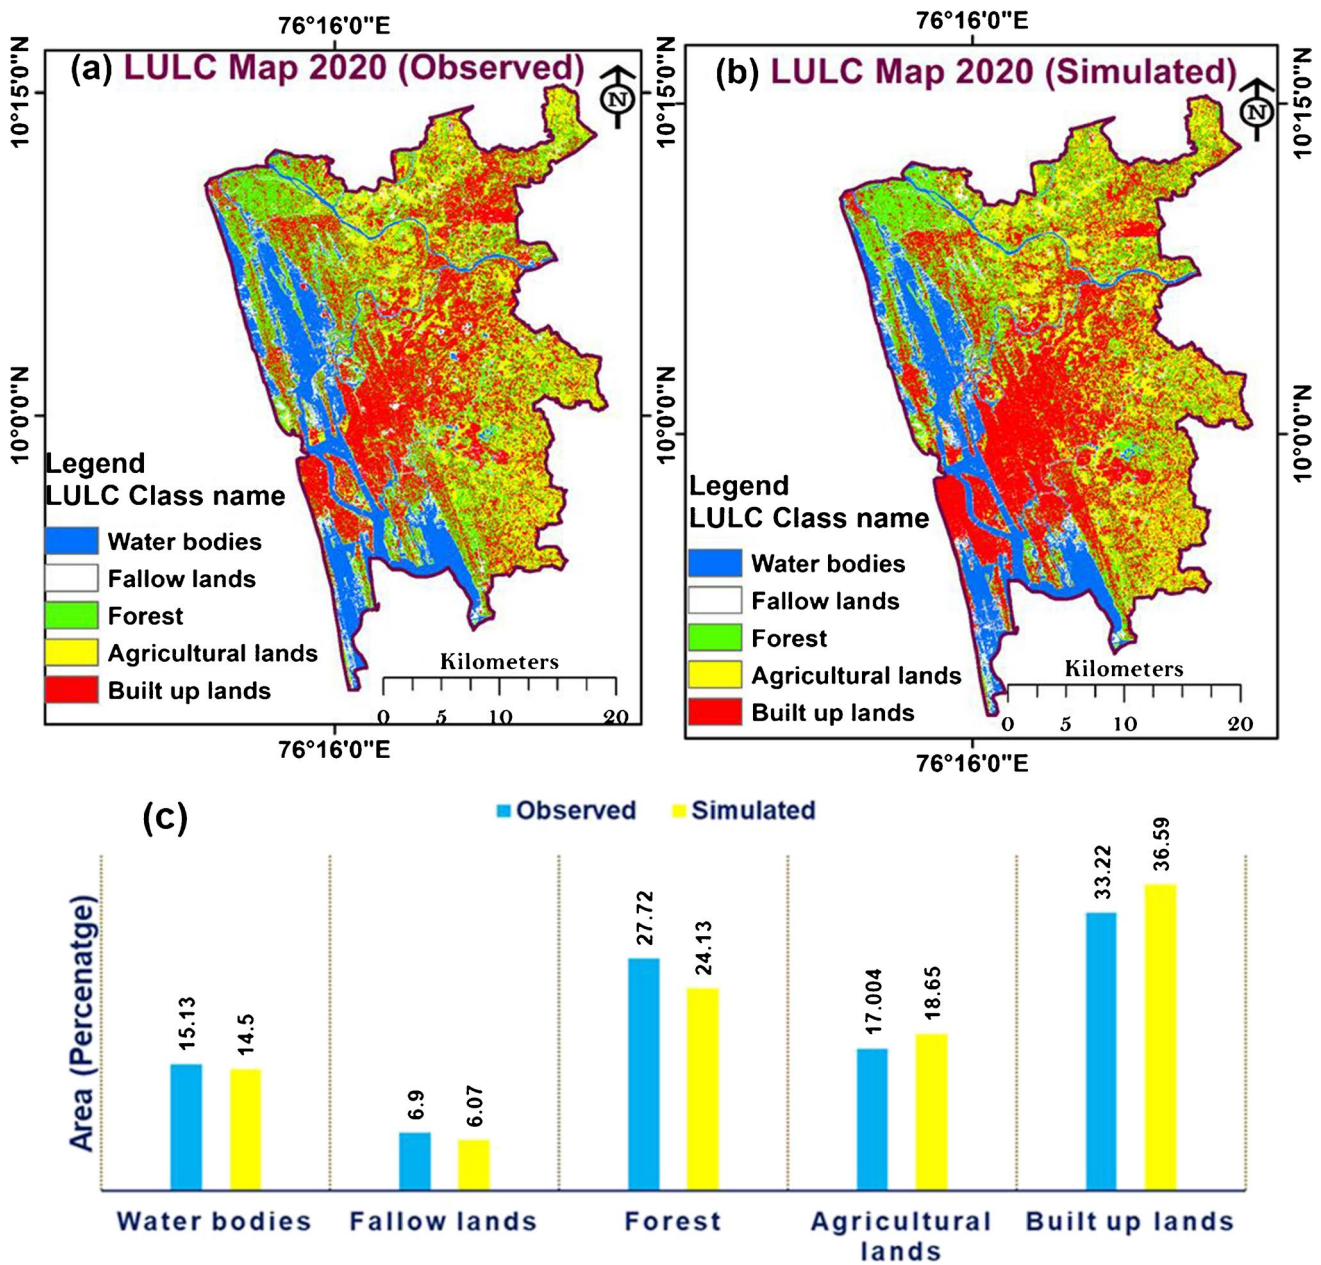 76°16'0"E
76°16'0"E
(a) LULC Map 2020 (Observed)
(b) LULC Map 2020 (Simulated)
N
N
10°15'0"N
10°15'0"N
10°15'0"N
10°0'0"N
10°0'0"N
10°0'0"N
Legend
LULC Class name
Water bodies
Fallow lands
Forest
Agricultural lands
Built up lands
Kilometers
0 5 10 20
Legend
LULC Class name
Water bodies
Fallow lands
Forest
Agricultural lands
Built up lands
Kilometers
0 5 10 20
76°16'0"E
76°16'0"E
(c)
Observed Simulated
Area (Percenatge)
15.13 14.5 6.9 6.07 27.72 24.13 17.004 18.65 33.22 36.59
Water bodies Fallow lands Forest Agricultural Built up lands
lands